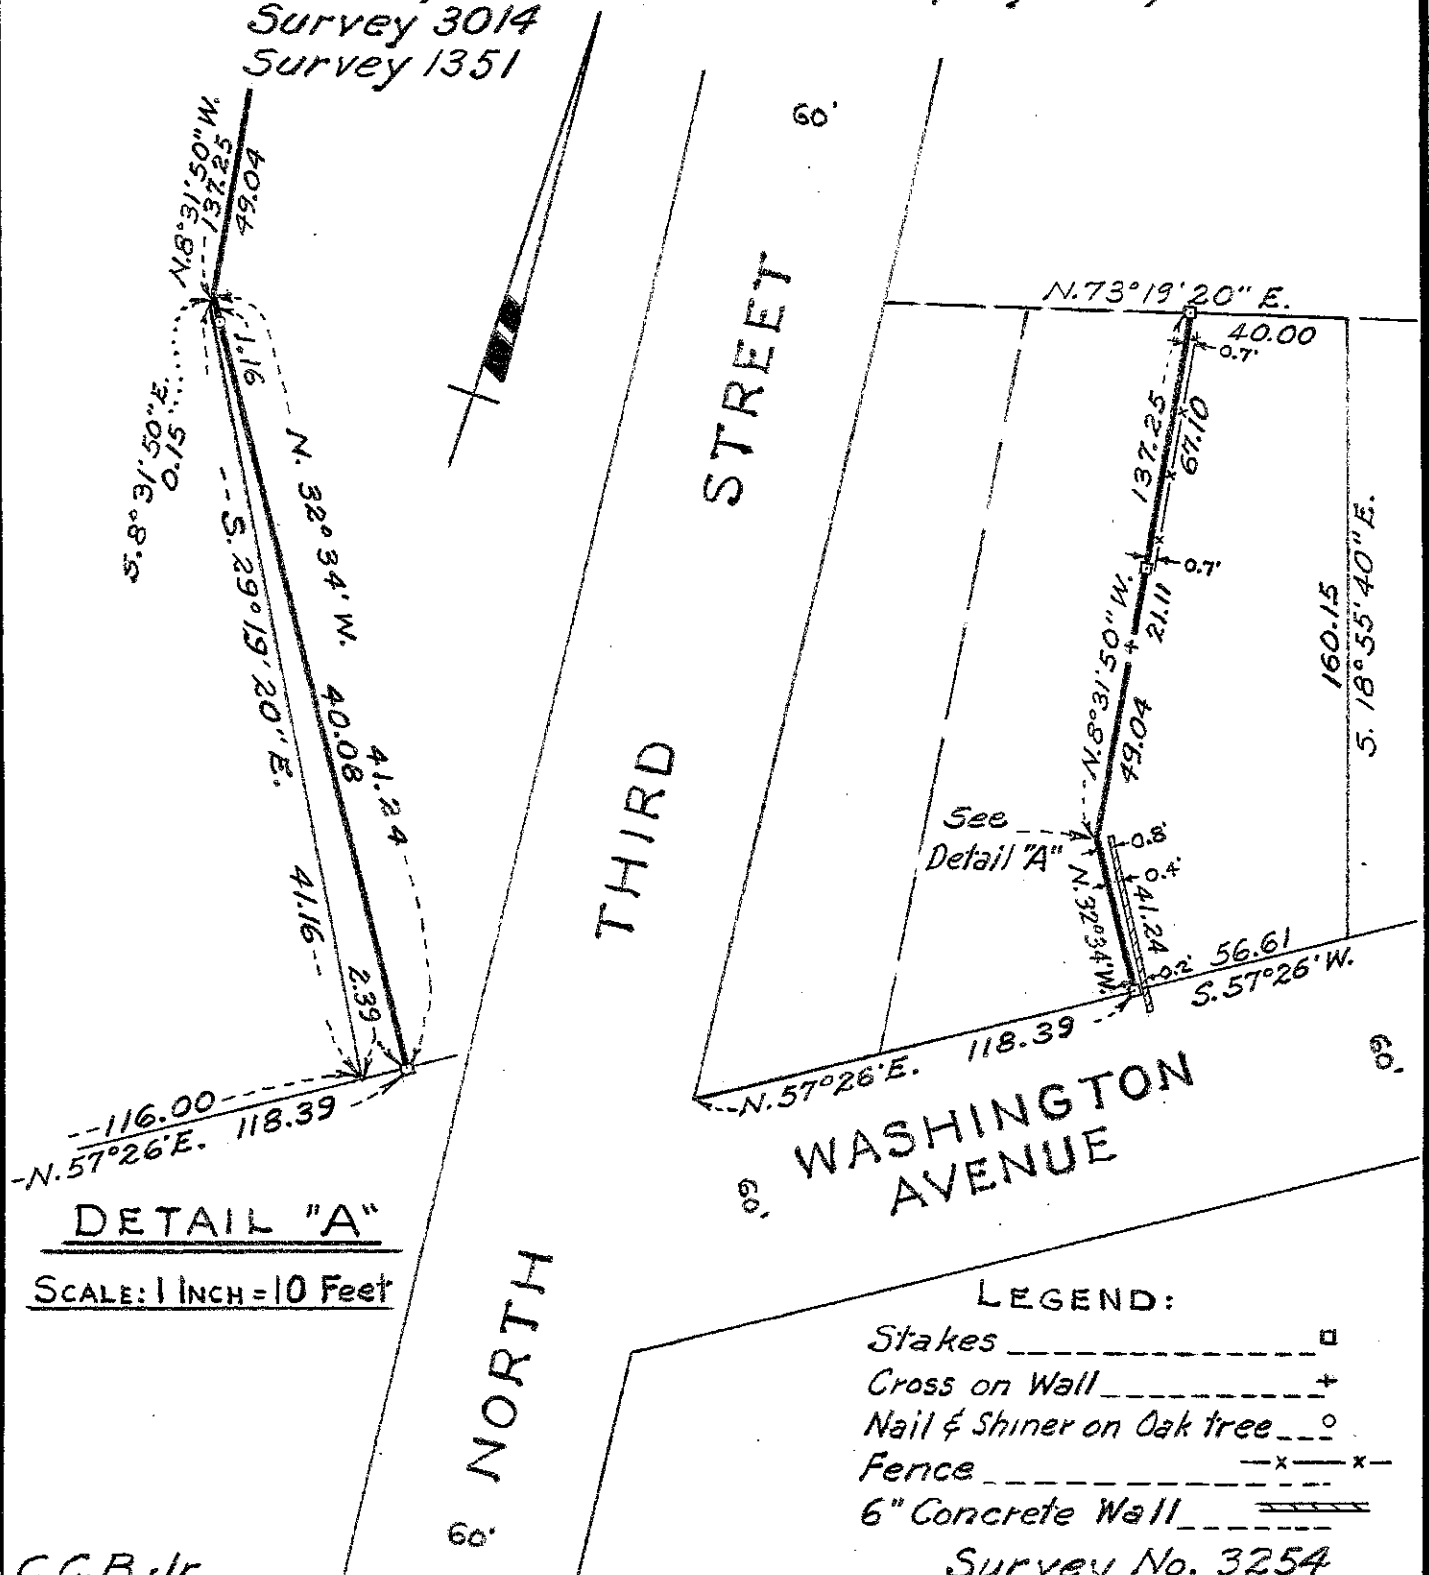 Survey 3014
Survey 1351
N.8°31'50"W.
137.25
49.04
1.16
S.8°31'50"E.
0.15
N. 32°34' W.
40.08
41.24
S. 29°19'20" E.
41.16
2.39
116.00
N.57°26'E. 118.39
DETAIL "A"
SCALE: 1 INCH = 10 Feet
60'
NORTH THIRD STREET
60'
N.73°19'20" E.
40.00
0.7'
137.25
67.10
0.7'
21.11
N.8°31'50"W.
49.04
160.15
S. 18°55'40" E.
See
Detail "A"
0.8'
0.4'
N.32°34'W.
41.24
0.2'
56.61
S.57°26'W.
N.57°26'E. 118.39
60'
60'
WASHINGTON
AVENUE
LEGEND:
Stakes
Cross on Wall
Nail & Shiner on Oak tree
Fence
6" Concrete Wall
Survey No. 3254
C.C.B. Jr.